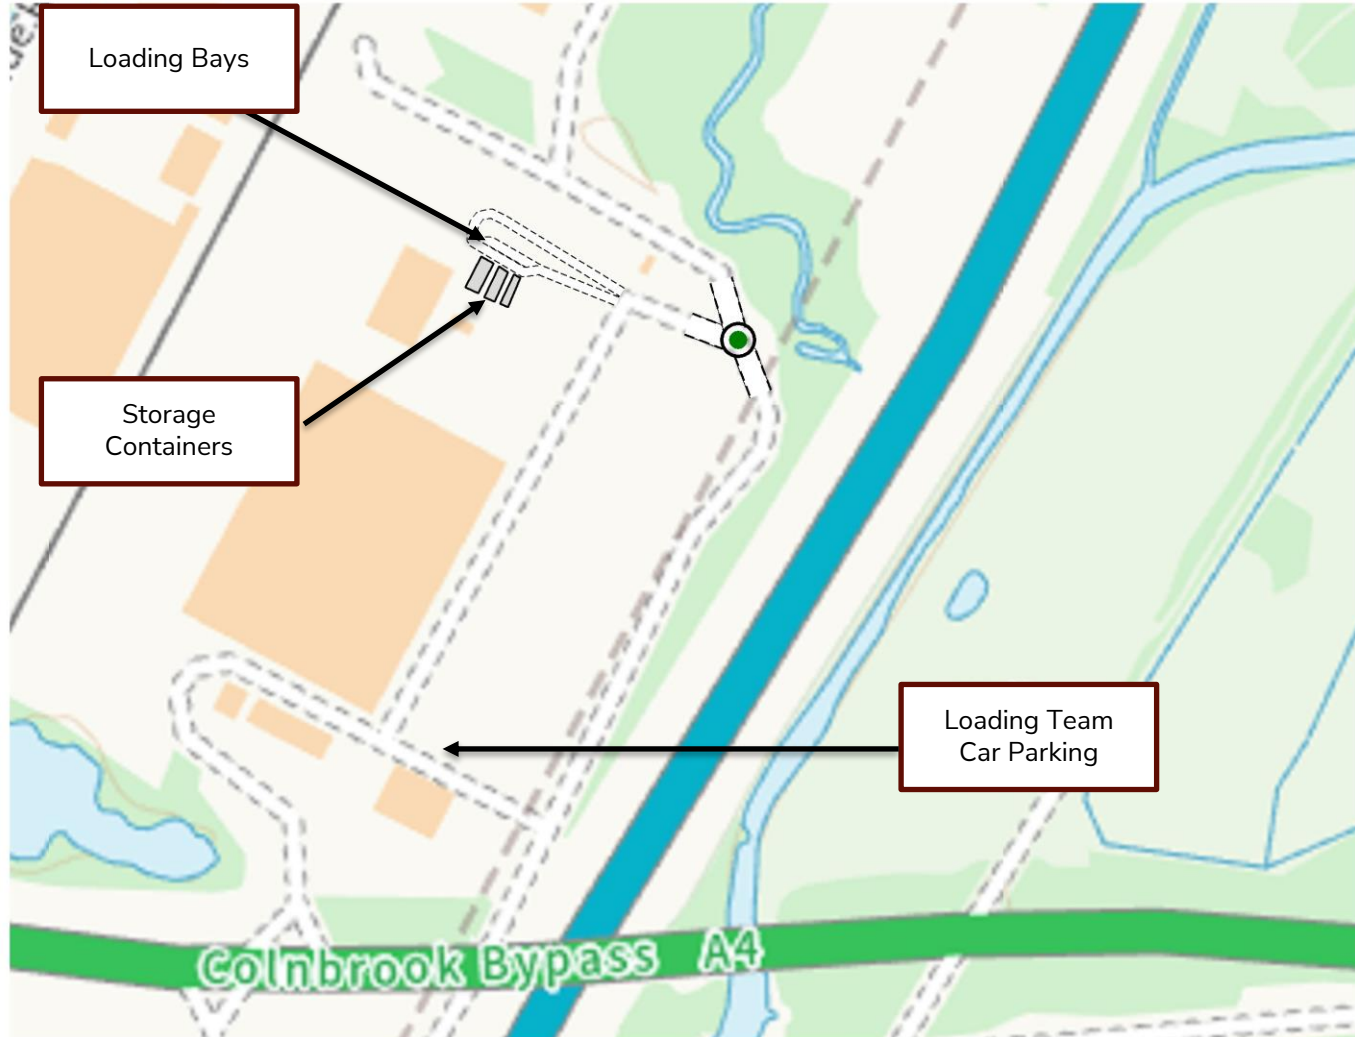 Loading Bays
Storage
Containers
Loading Team
Car Parking
Colnbrook Bypass A4